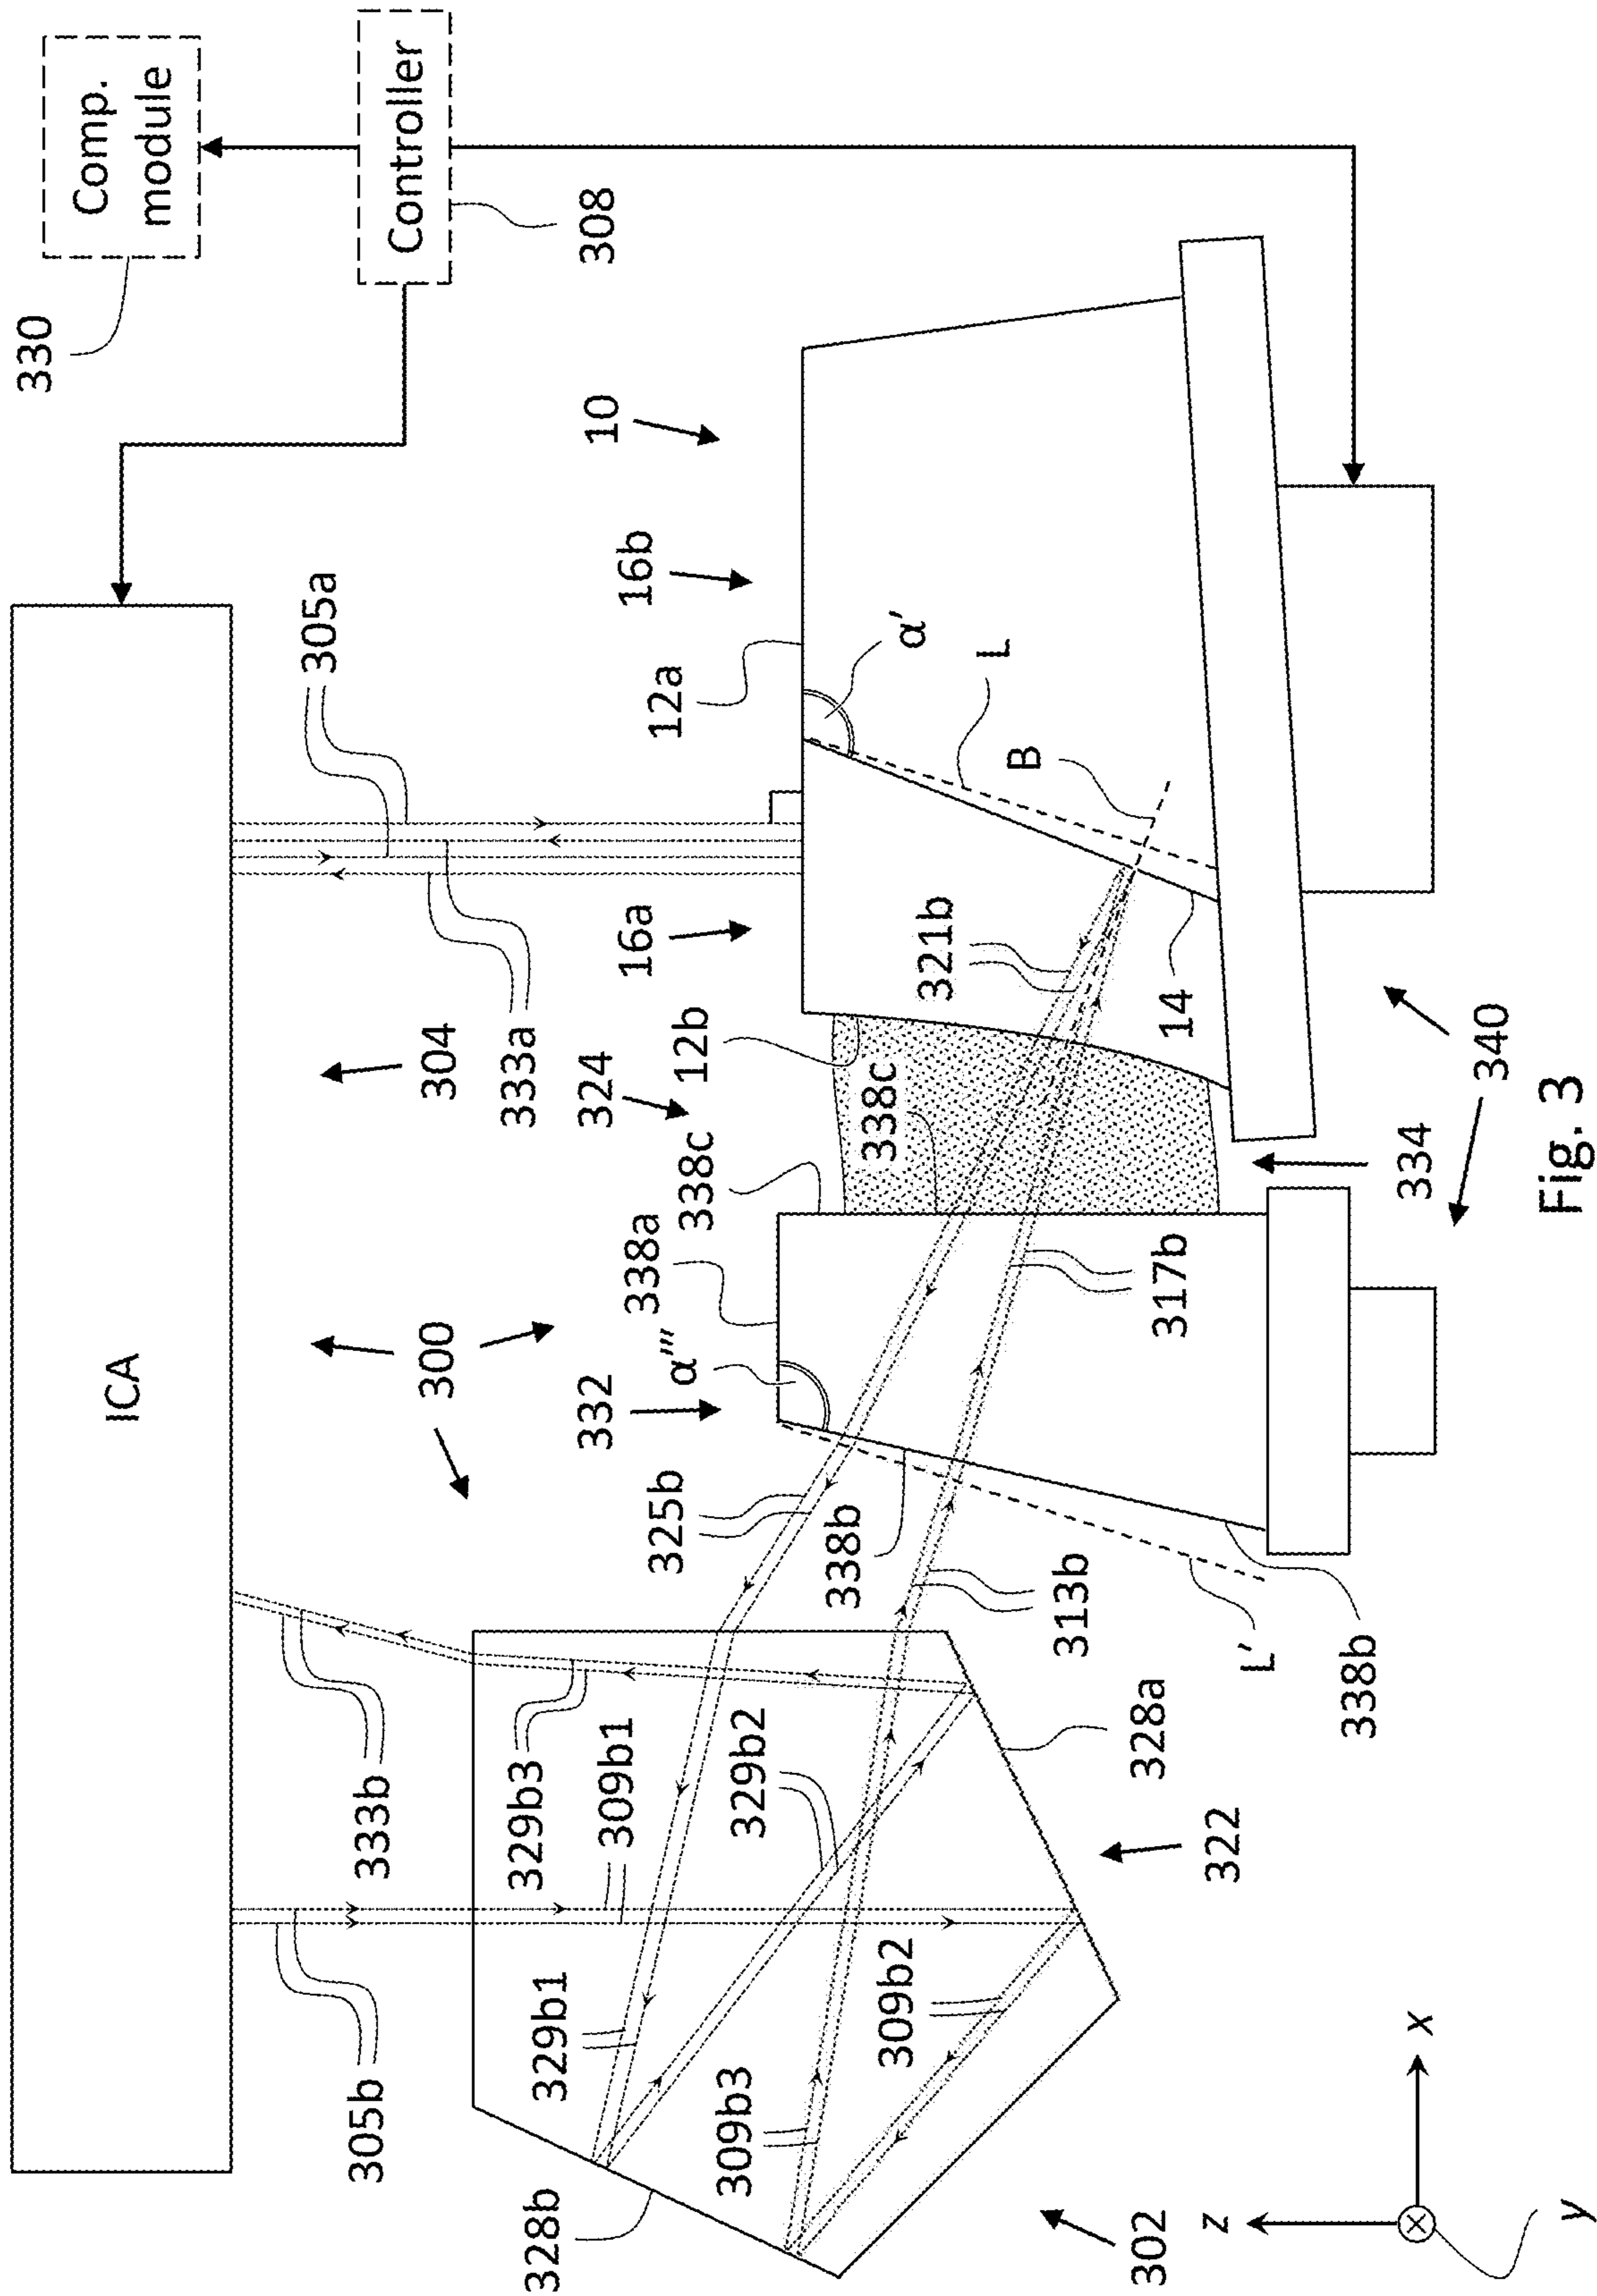 Comp.
module
330
Controller
308
ICA
305a
10
16b
12a
α'
L
B
304
333a
16a
321b
14
324
12b
338c
338c
340
334
300
338a
α'''
332
317b
325b
338b
313b
L'
338b
333b
329b3
309b1
329b2
328a
322
305b
329b1
309b2
309b3
328b
302
z
x
y
Fig. 3